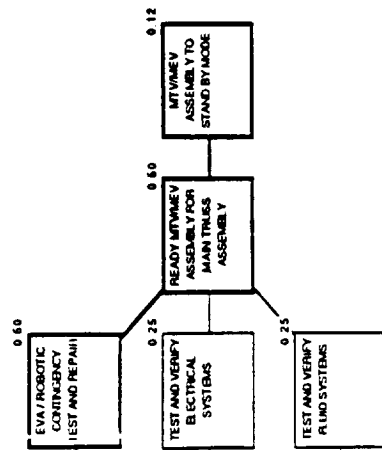 0.60
EVA / ROBOTIC
CONTINGENCY
TEST AND REPAIR
0.25
TEST AND VERIFY
ELECTRICAL
SYSTEMS
0.25
TEST AND VERIFY
FLUID SYSTEMS
0.60
READY MTV/MEV
ASSEMBLY FOR
MAIN TRUSS
ASSEMBLY
0.12
MTV/MEV
ASSEMBLY TO
STAND BY MODE